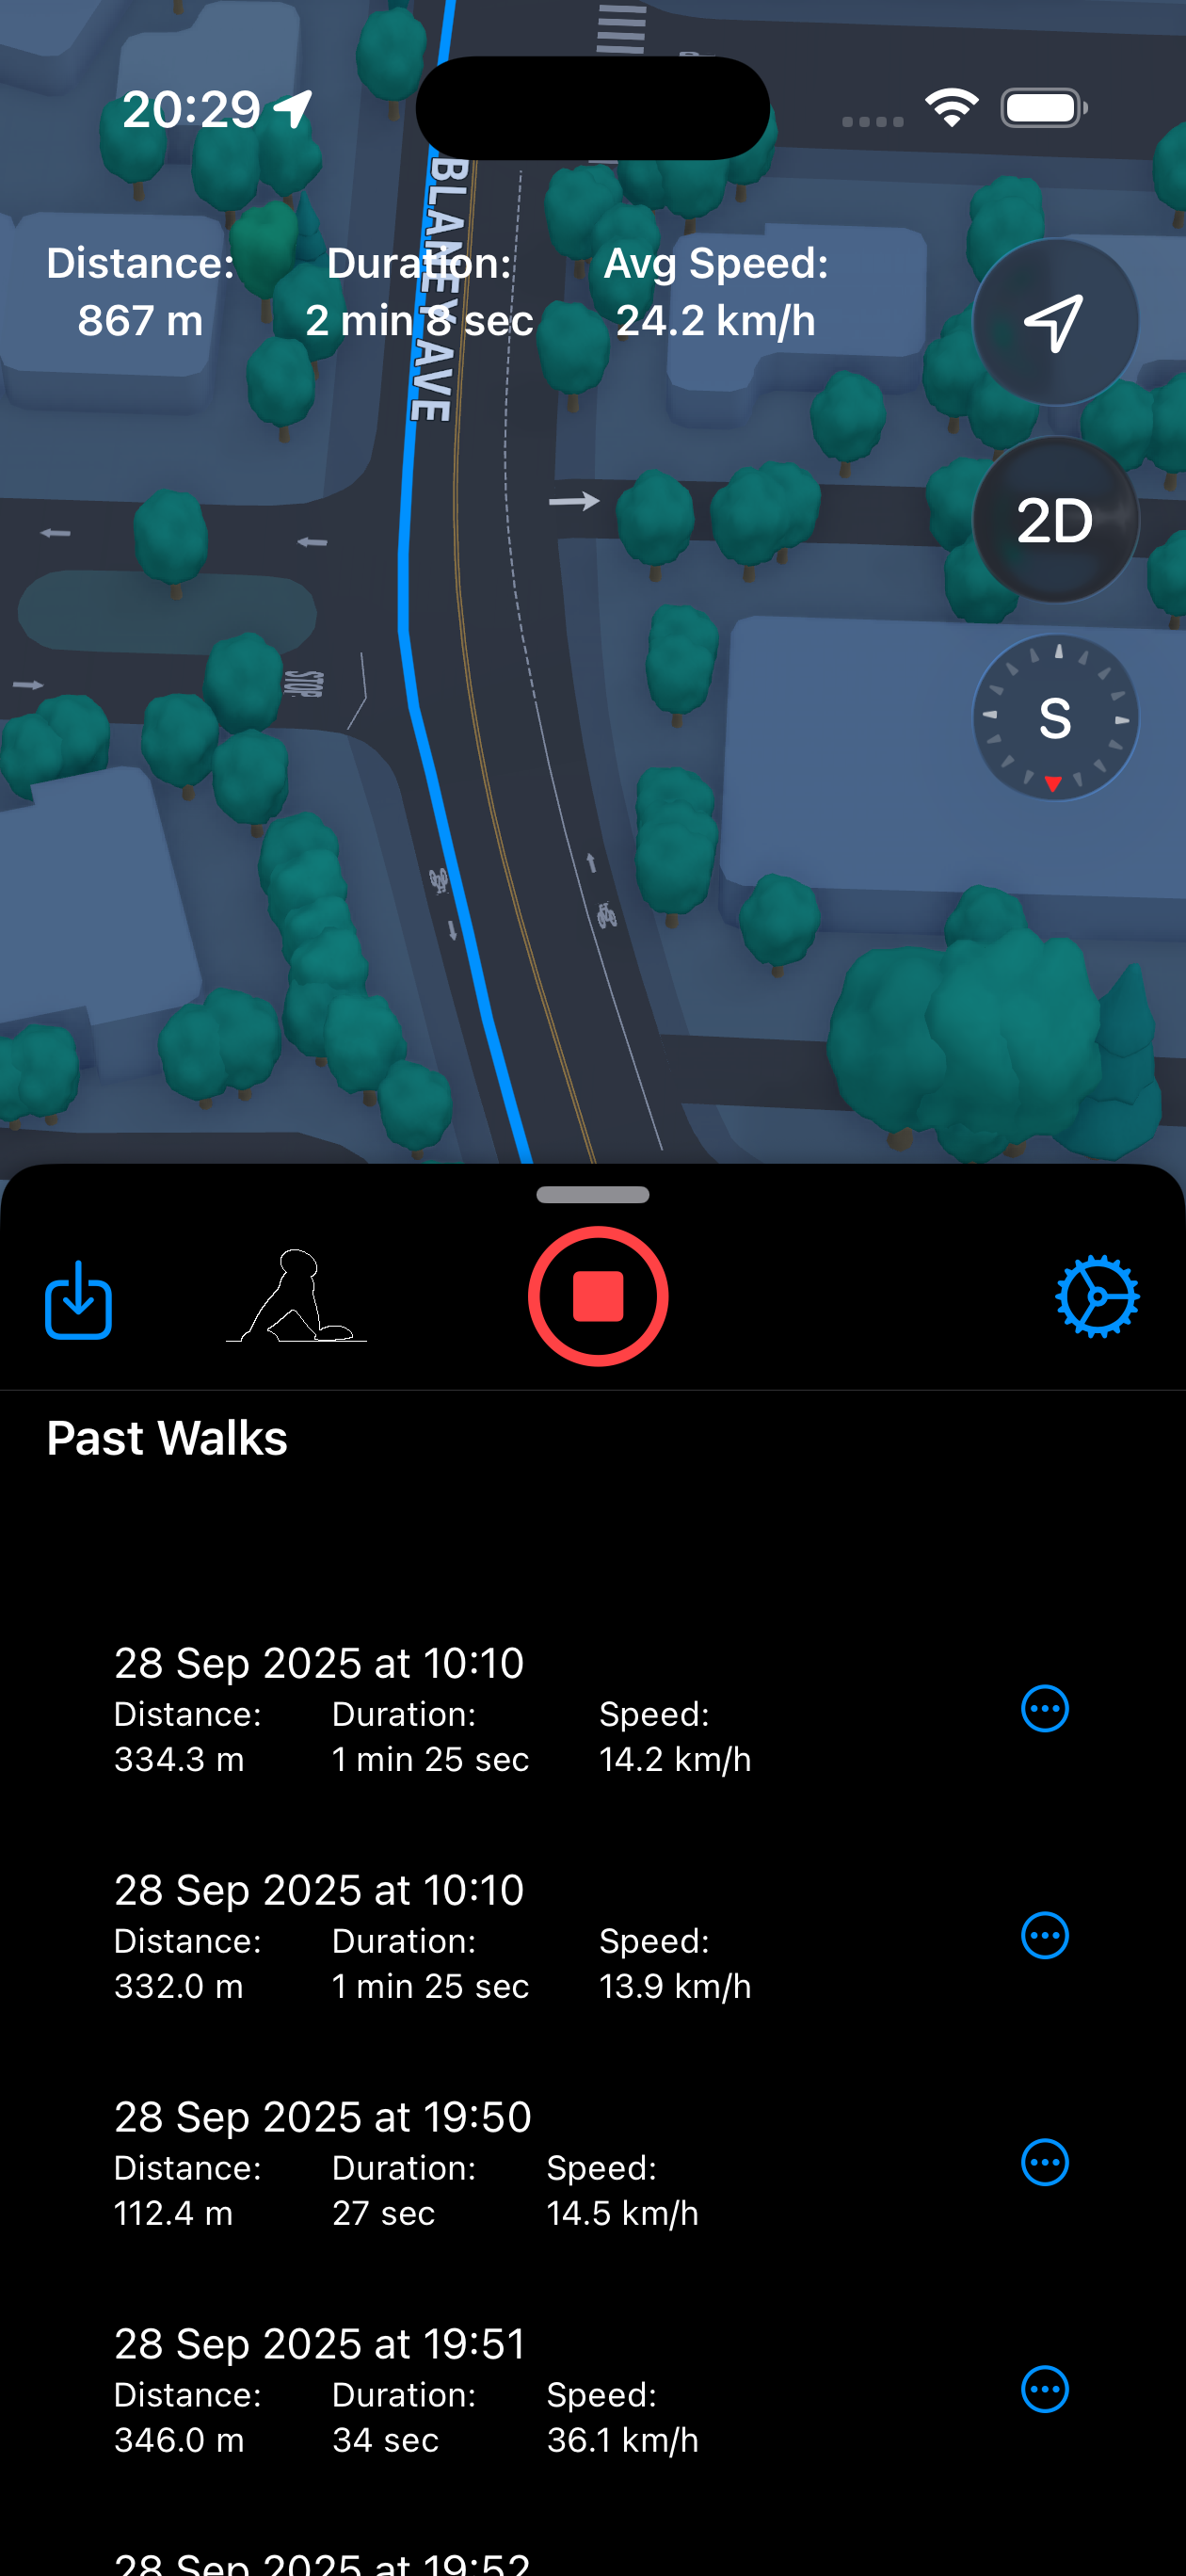 20:29
BLANEY AVE
Distance: Duration: Avg Speed:
867 m 2 min 8 sec 24.2 km/h
2D
STOP
S
Past Walks
28 Sep 2025 at 10:10
Distance: Duration: Speed:
334.3 m 1 min 25 sec 14.2 km/h
28 Sep 2025 at 10:10
Distance: Duration: Speed:
332.0 m 1 min 25 sec 13.9 km/h
28 Sep 2025 at 19:50
Distance: Duration: Speed:
112.4 m 27 sec 14.5 km/h
28 Sep 2025 at 19:51
Distance: Duration: Speed:
346.0 m 34 sec 36.1 km/h
28 Sep 2025 at 19:52